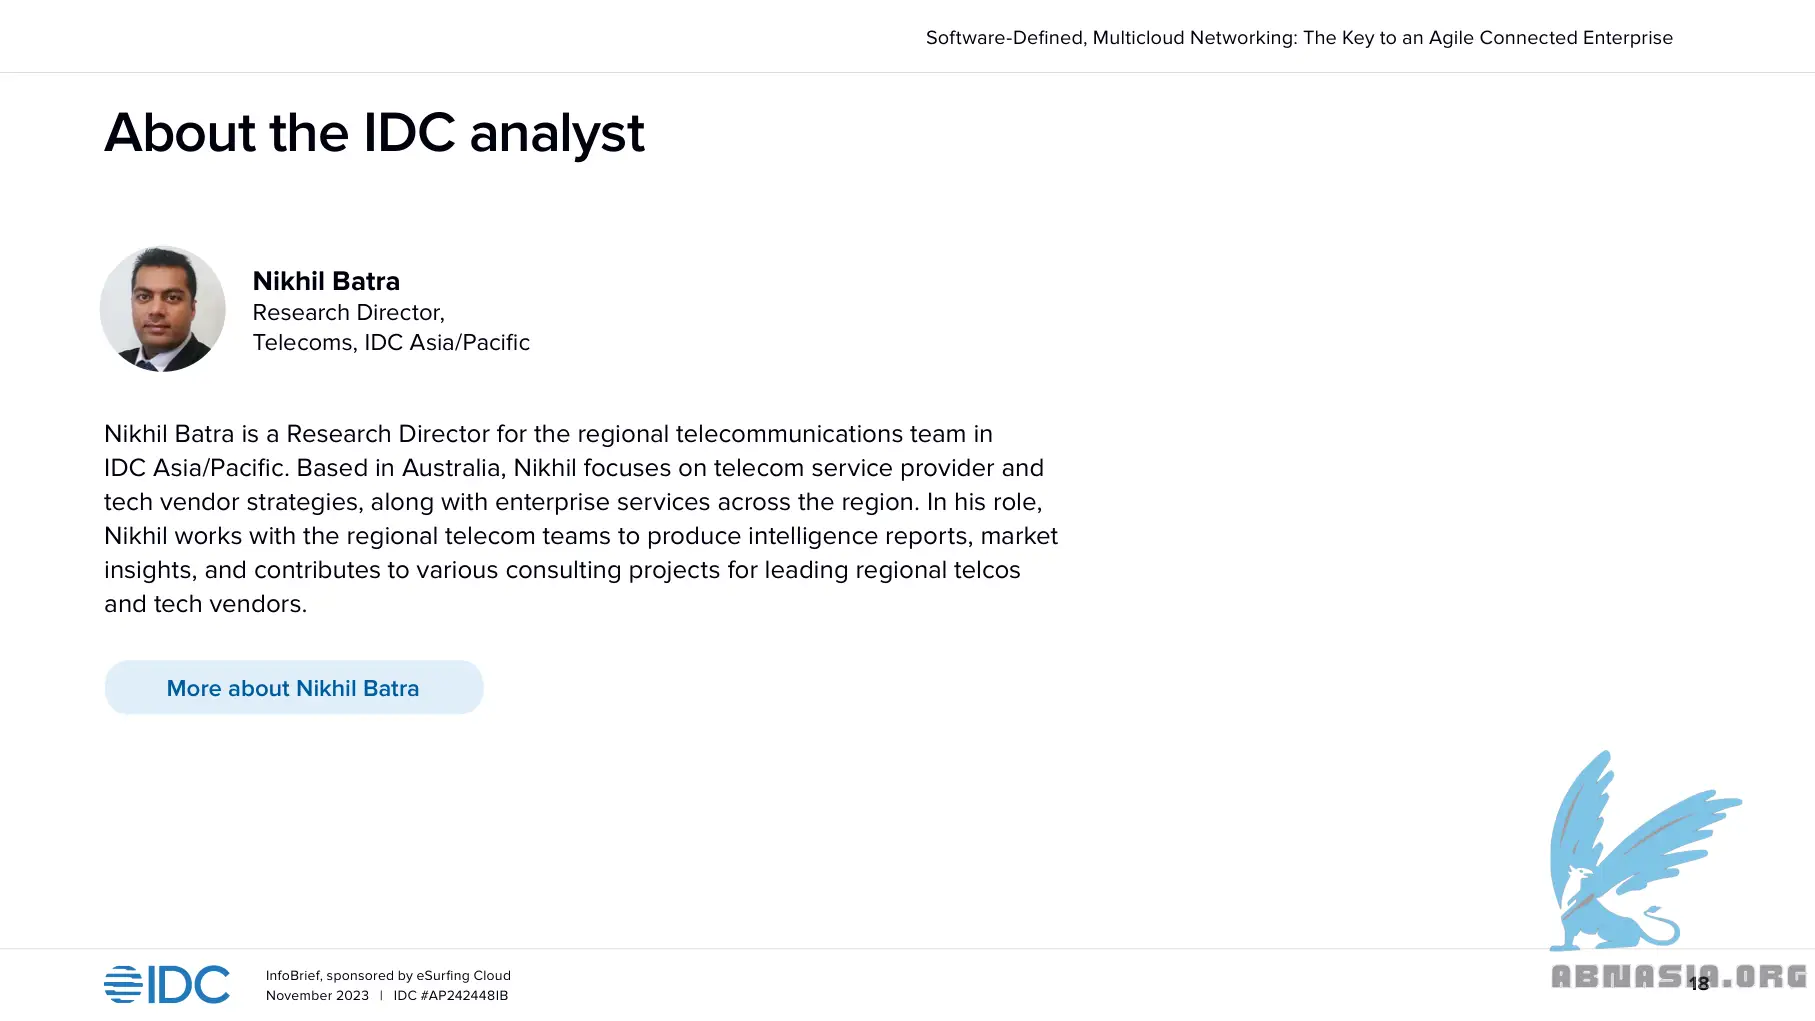 Software-Defined, Multicloud Networking: The Key to an Agile Connected Enterprise
About the IDC analyst
Nikhil Batra
Research Director,
Telecoms, IDC Asia/Pacific
Nikhil Batra is a Research Director for the regional telecommunications team in
IDC Asia/Pacific. Based in Australia, Nikhil focuses on telecom service provider and
tech vendor strategies, along with enterprise services across the region. In his role,
Nikhil works with the regional telecom teams to produce intelligence reports, market
insights, and contributes to various consulting projects for leading regional telcos
and tech vendors.
More about Nikhil Batra
IDC
InfoBrief, sponsored by eSurfing Cloud
November 2023 | IDC #AP242448IB
ABNASIA.ORG
18